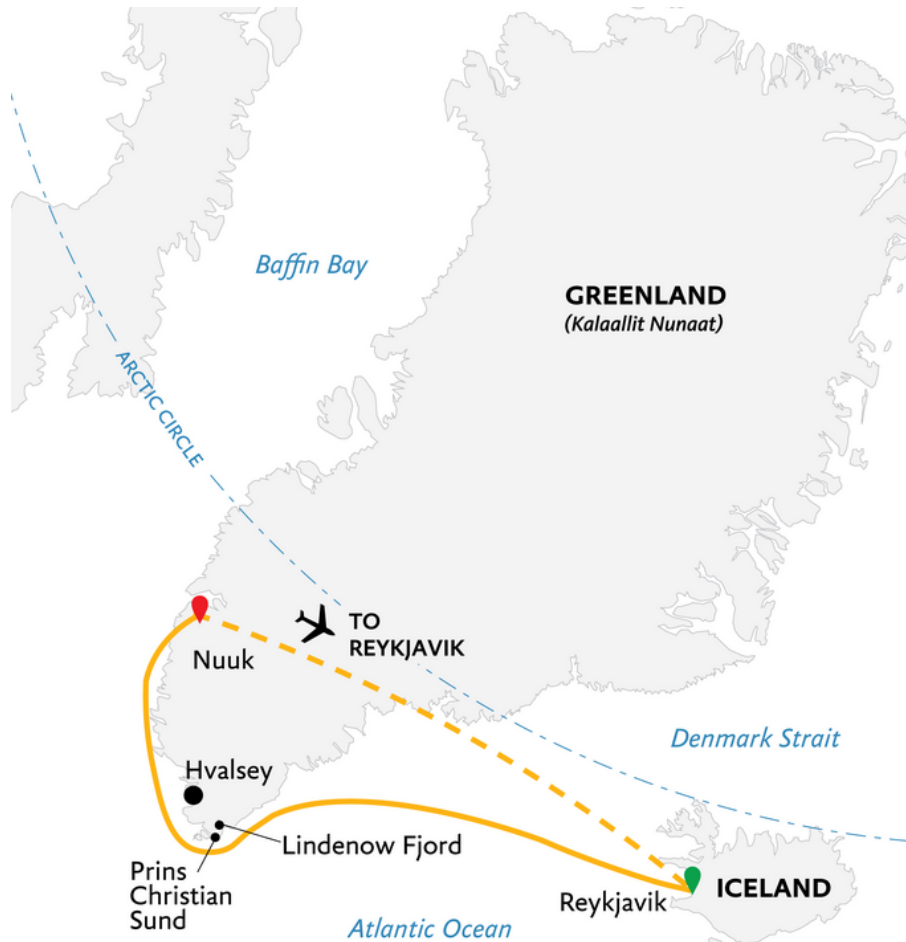 Baffin Bay
GREENLAND
(Kalaallit Nunaat)
ARCTIC CIRCLE
TO
REYKJAVIK
Nuuk
Denmark Strait
Hvalsey
Lindenow Fjord
Prins
Christian
Sund
Reykjavik
ICELAND
Atlantic Ocean